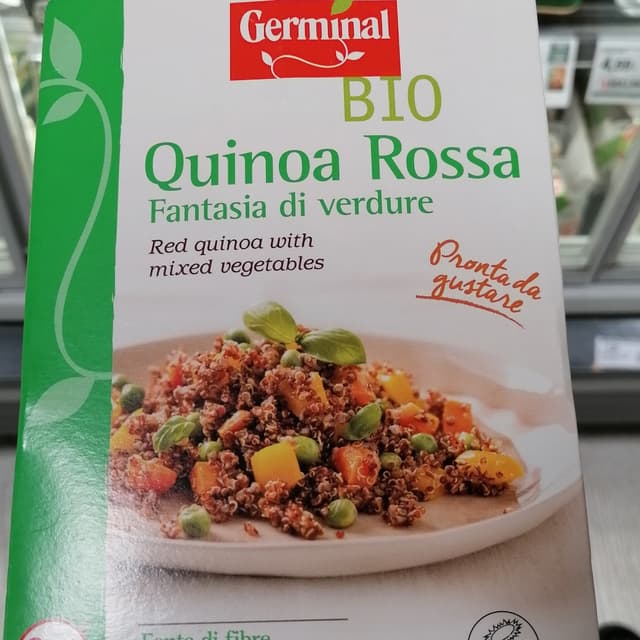 Germinal
BIO
Quinoa Rossa
Fantasia di verdure
Red quinoa with
mixed vegetables
Pronta da
gustare
Fonte di fibre